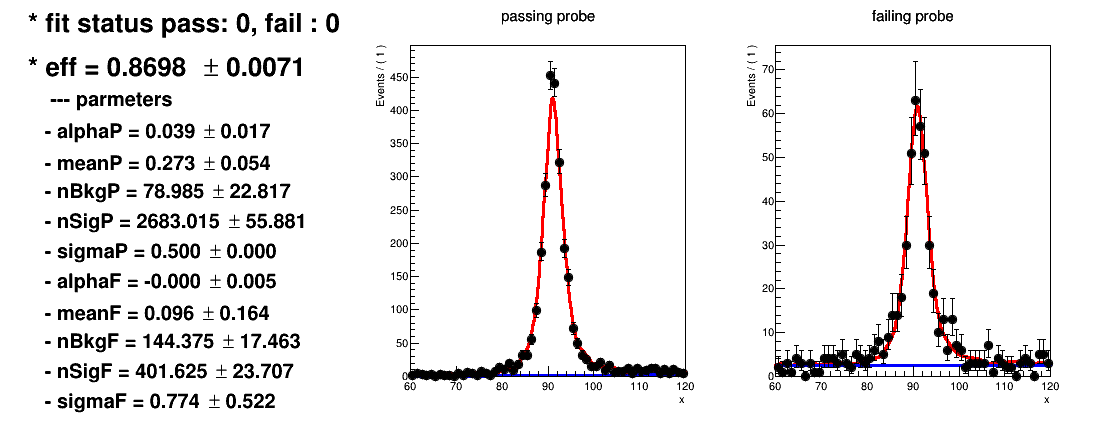 * fit status pass: 0, fail : 0
* eff = 0.8698 ± 0.0071
--- parmeters
- alphaP = 0.039 ± 0.017
- meanP = 0.273 ± 0.054
- nBkgP = 78.985 ± 22.817
- nSigP = 2683.015 ± 55.881
- sigmaP = 0.500 ± 0.000
- alphaF = -0.000 ± 0.005
- meanF = 0.096 ± 0.164
- nBkgF = 144.375 ± 17.463
- nSigF = 401.625 ± 23.707
- sigmaF = 0.774 ± 0.522
passing probe
Events / ( 1 )
450
400
350
300
250
200
150
100
50
0
60 70 80 90 100 110 120
x
failing probe
Events / ( 1 )
70
60
50
40
30
20
10
0
60 70 80 90 100 110 120
x